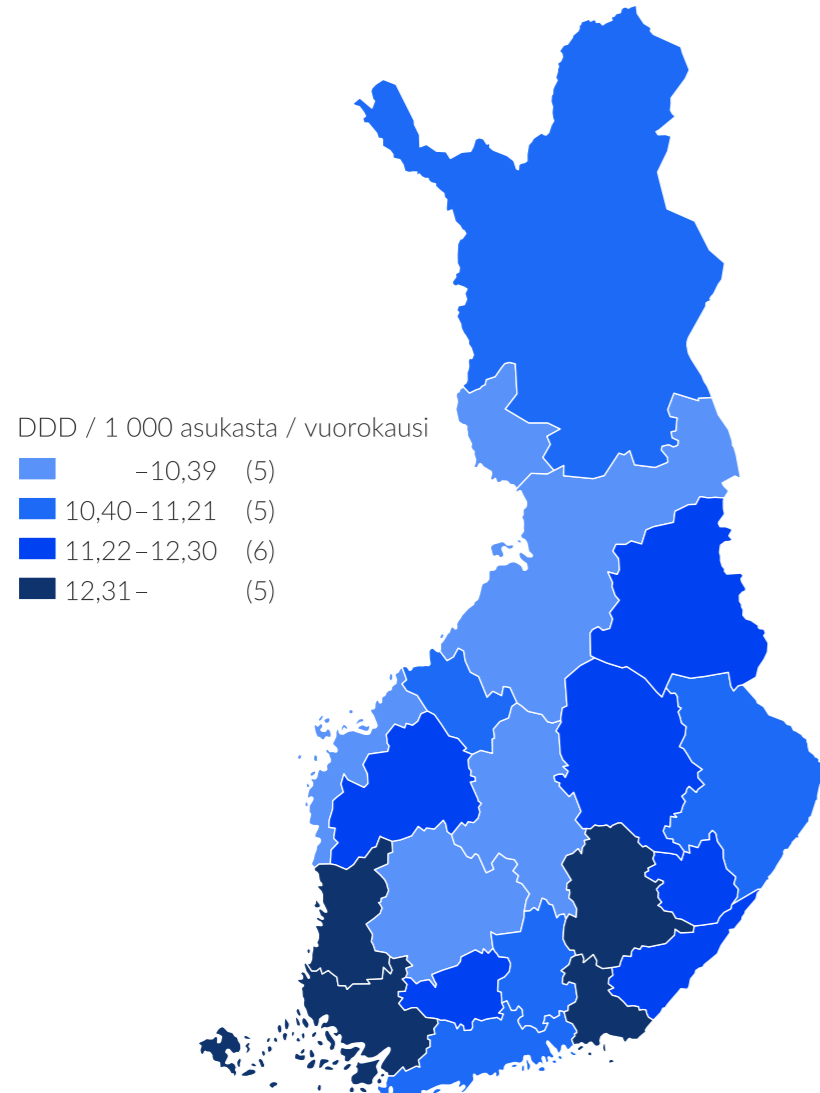 DDD / 1 000 asukasta / vuorokausi
–10,39 (5)
10,40–11,21 (5)
11,22–12,30 (6)
12,31– (5)